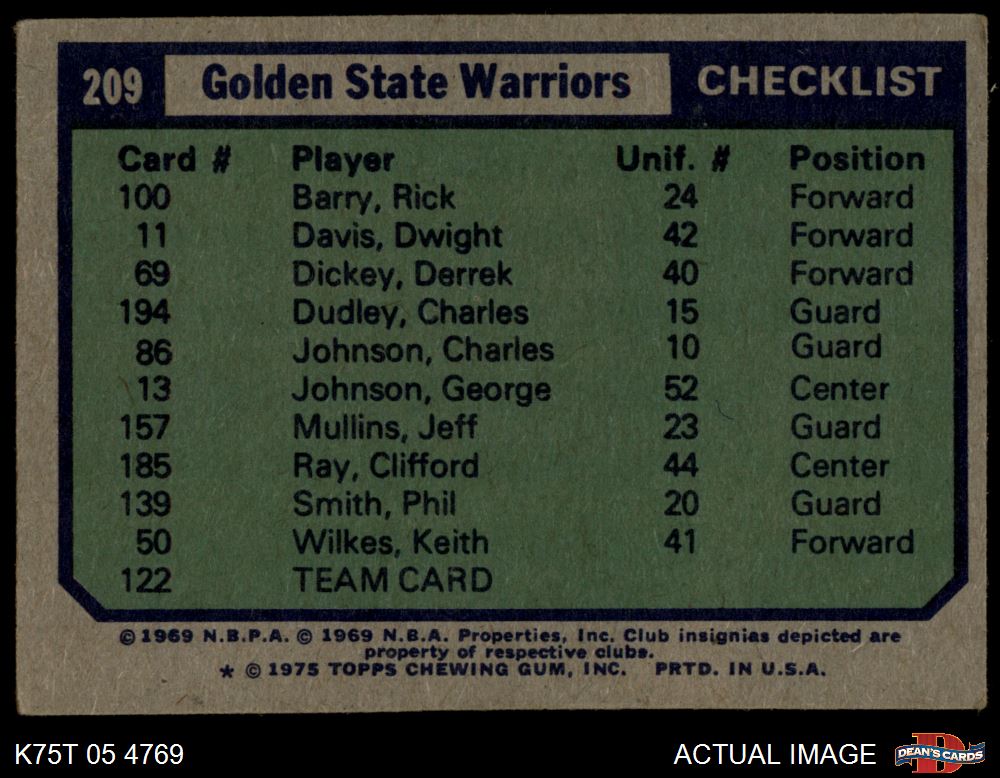 209 Golden State Warriors CHECKLIST
Card # Player Unif. # Position
100 Barry, Rick 24 Forward
11 Davis, Dwight 42 Forward
69 Dickey, Derrek 40 Forward
194 Dudley, Charles 15 Guard
86 Johnson, Charles 10 Guard
13 Johnson, George 52 Center
157 Mullins, Jeff 23 Guard
185 Ray, Clifford 44 Center
139 Smith, Phil 20 Guard
50 Wilkes, Keith 41 Forward
122 TEAM CARD
© 1969 N.B.P.A. © 1969 N.B.A. Properties, Inc. Club insignias depicted are
property of respective clubs.
* © 1975 TOPPS CHEWING GUM, INC. PRTD. IN U.S.A.
K75T 05 4769 ACTUAL IMAGE D DEAN'S CARDS